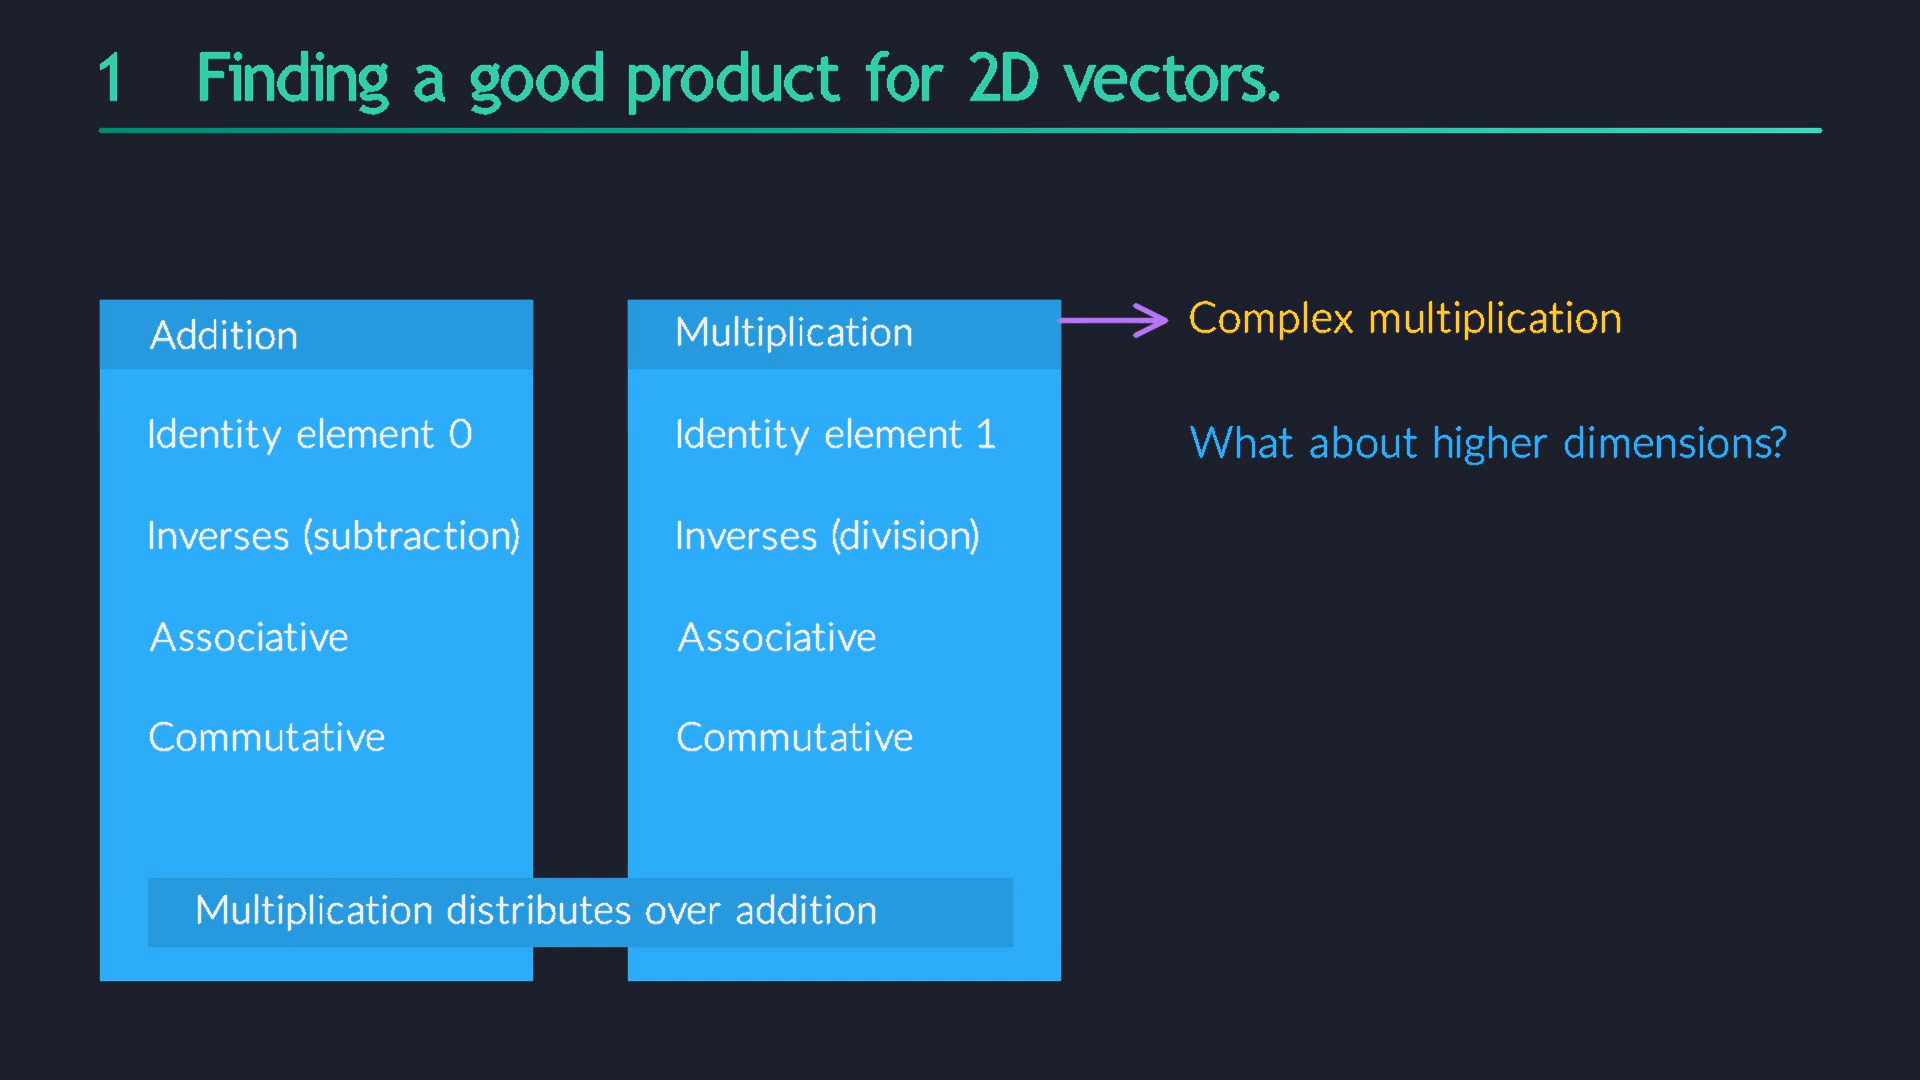 1 Finding a good product for 2D vectors.
Addition
Identity element 0
Inverses (subtraction)
Associative
Commutative
Multiplication
Identity element 1
Inverses (division)
Associative
Commutative
Multiplication distributes over addition
Complex multiplication
What about higher dimensions?